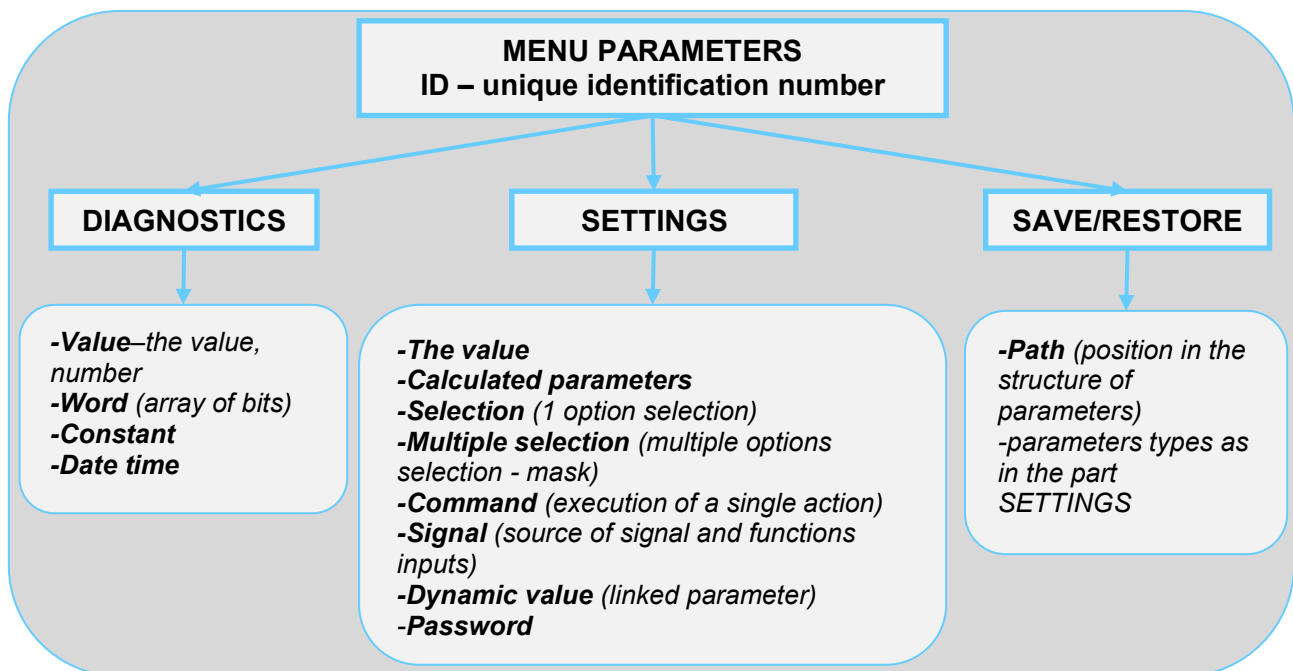 MENU PARAMETERS
ID – unique identification number
DIAGNOSTICS
SETTINGS
SAVE/RESTORE
-Value–the value,
number
-Word (array of bits)
-Constant
-Date time
-The value
-Calculated parameters
-Selection (1 option selection)
-Multiple selection (multiple options
selection - mask)
-Command (execution of a single action)
-Signal (source of signal and functions
inputs)
-Dynamic value (linked parameter)
-Password
-Path (position in the
structure of
parameters)
-parameters types as
in the part
SETTINGS